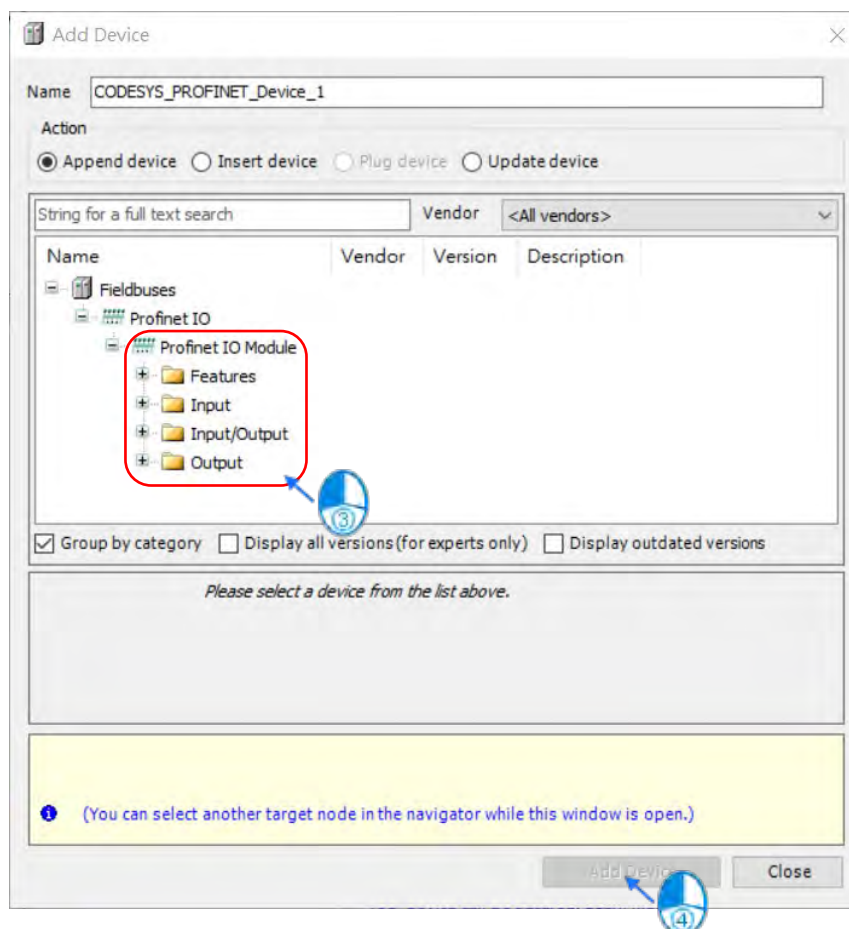 Add Device
Name CODESYS_PROFINET_Device_1
Action
Append device Insert device Plug device Update device
String for a full text search Vendor <All vendors>
Name Vendor Version Description
Fieldbuses
Profinet IO
Profinet IO Module
Features
Input
Input/Output
Output
③
Group by category Display all versions (for experts only) Display outdated versions
Please select a device from the list above.
(You can select another target node in the navigator while this window is open.)
Add Close
④